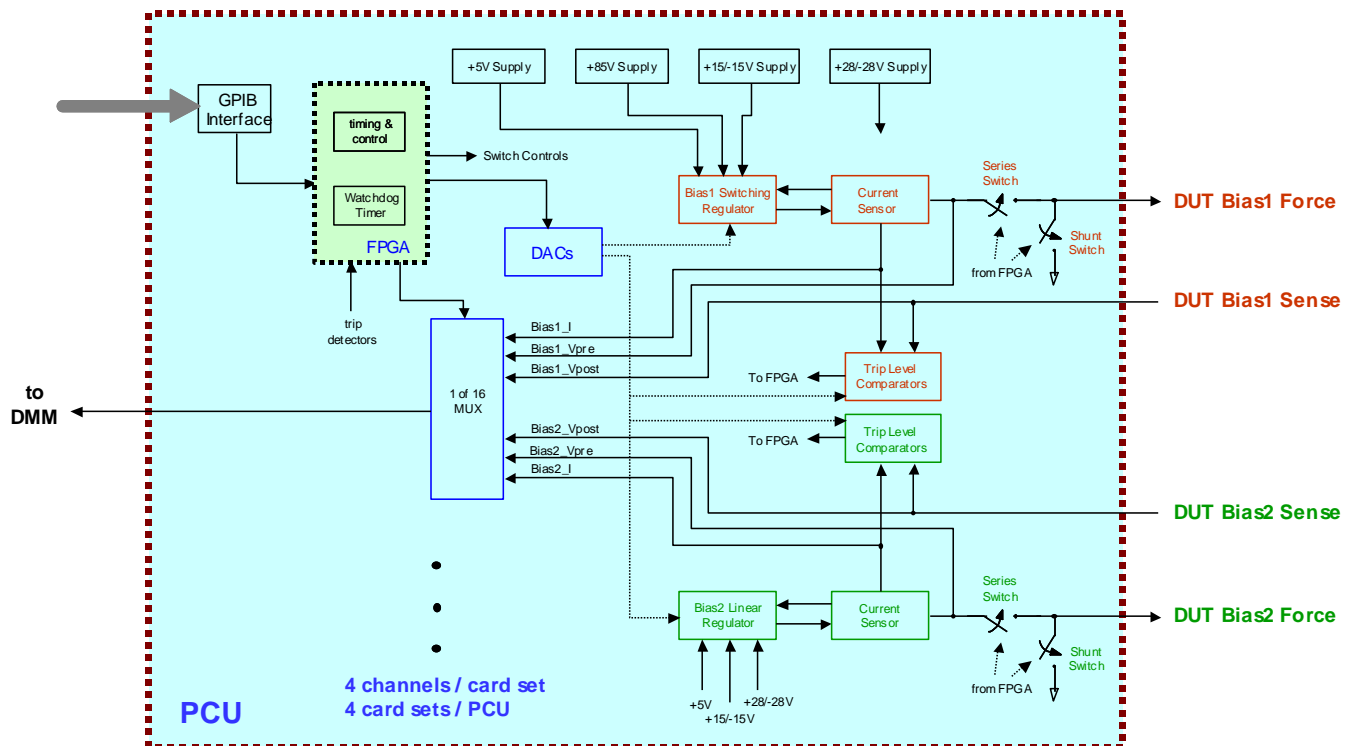 +5V Supply
+85V Supply
+15/-15V Supply
+28/-28V Supply
GPIB
Interface
timing &
control
Switch Controls
Watchdog
Timer
FPGA
Bias1 Switching
Regulator
Current
Sensor
Series
Switch
DUT Bias1 Force
Shunt
Switch
from FPGA
DACs
trip
detectors
DUT Bias1 Sense
Bias1_I
Bias1_Vpre
Bias1_Vpost
To FPGA
Trip Level
Comparators
to
DMM
1 of 16
MUX
Bias2_Vpost
Bias2_Vpre
Bias2_I
To FPGA
Trip Level
Comparators
DUT Bias2 Sense
Bias2 Linear
Regulator
Current
Sensor
Series
Switch
DUT Bias2 Force
Shunt
Switch
from FPGA
+5V
+15/-15V
+28/-28V
4 channels / card set
4 card sets / PCU
PCU